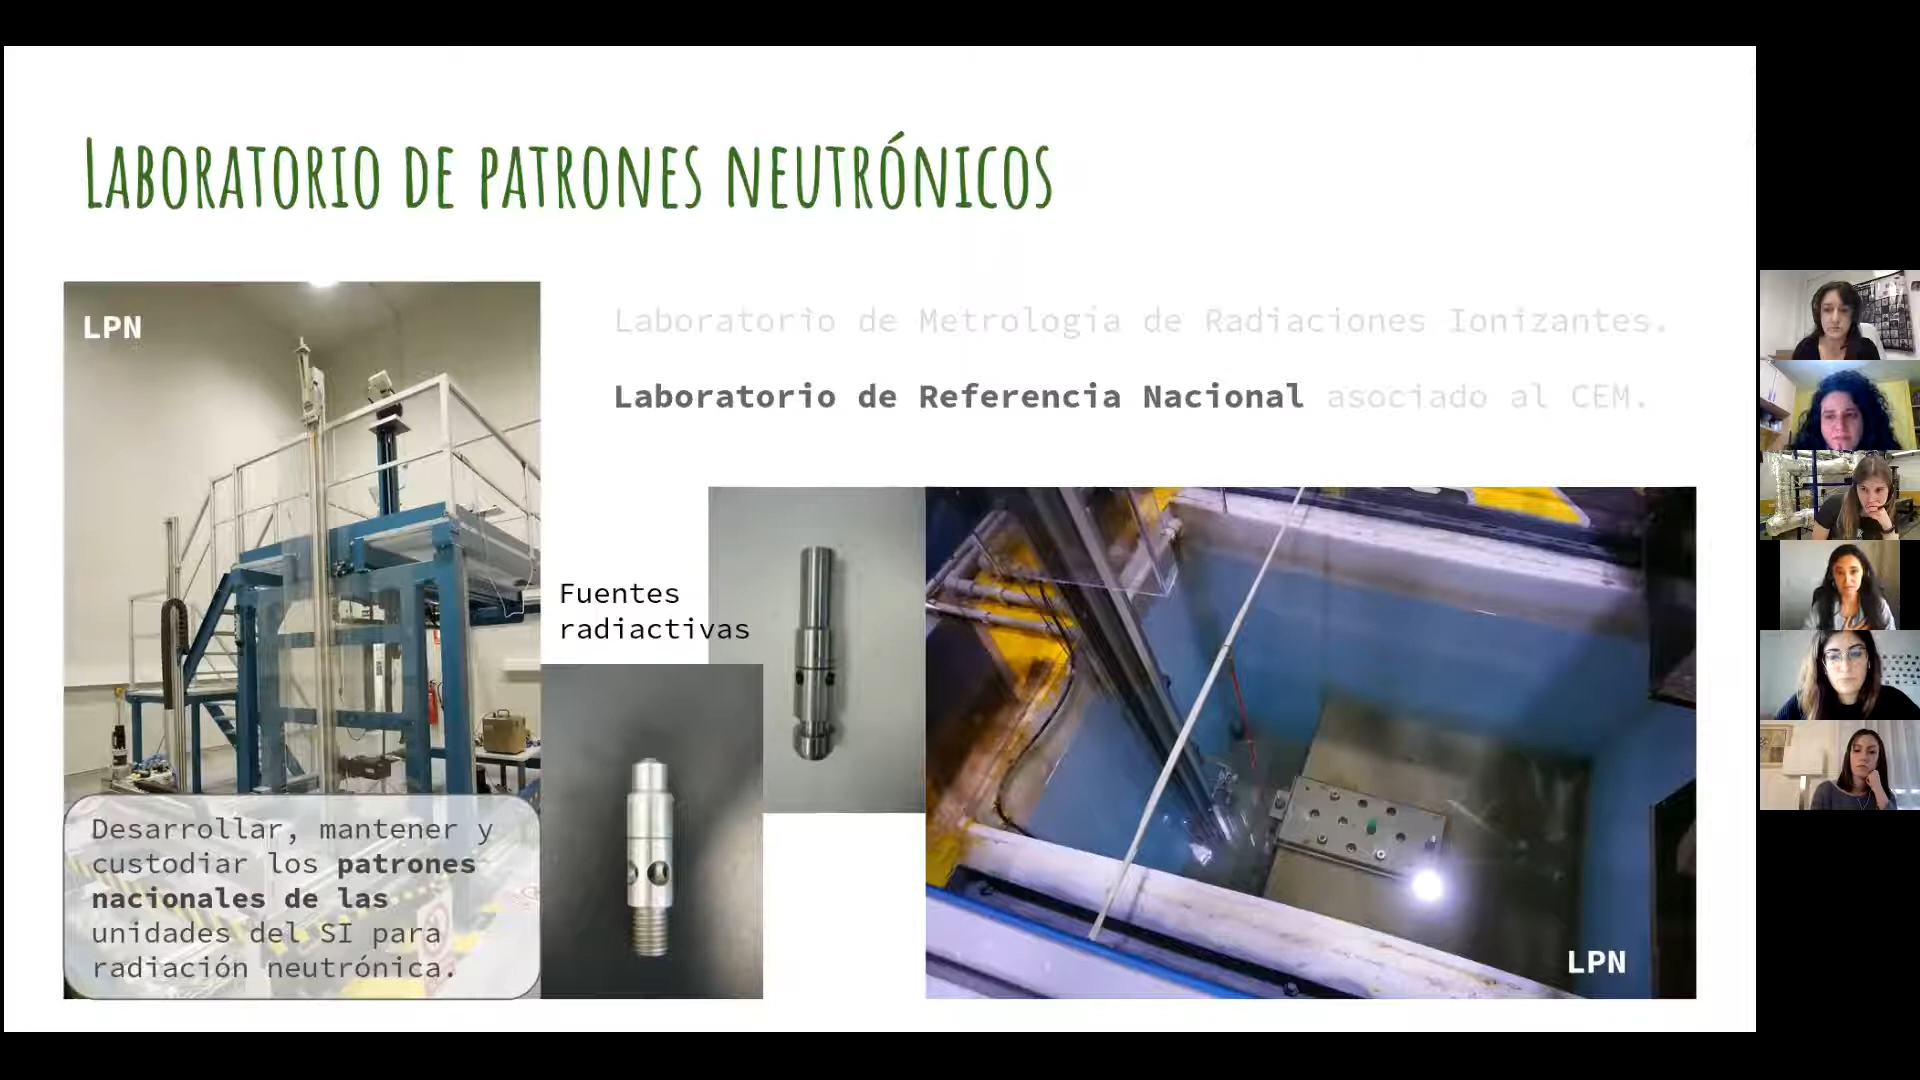 LABORATORIO DE PATRONES NEUTRÓNICOS
LPN
Laboratorio de Metrología de Radiaciones Ionizantes.
Laboratorio de Referencia Nacional asociado al CEM.
Fuentes
radiactivas
Desarrollar, mantener y
custodiar los patrones
nacionales de las
unidades del SI para
radiación neutrónica.
LPN